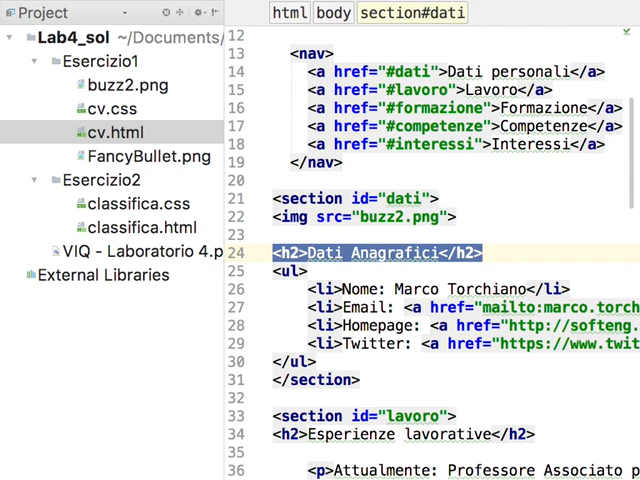 Project
Lab4_sol ~/Documents/
Esercizio1
buzz2.png
cv.css
cv.html
FancyBullet.png
Esercizio2
classifica.css
classifica.html
VIQ - Laboratorio 4.p
External Libraries
html body section#dati
12
13 <nav>
14 <a href="#dati">Dati personali</a>
15 <a href="#lavoro">Lavoro</a>
16 <a href="#formazione">Formazione</a>
17 <a href="#competenze">Competenze</a>
18 <a href="#interessi">Interessi</a>
19 </nav>
20
21 <section id="dati">
22 <img src="buzz2.png">
23
24 <h2>Dati Anagrafici</h2>
25 <ul>
26 <li>Nome: Marco Torchiano</li>
27 <li>Email: <a href="mailto:marco.torch
28 <li>Homepage: <a href="http://softeng.
29 <li>Twitter: <a href="https://www.twit
30 </ul>
31 </section>
32
33 <section id="lavoro">
34 <h2>Esperienze lavorative</h2>
35
36 <p>Attualmente: Professore Associato p